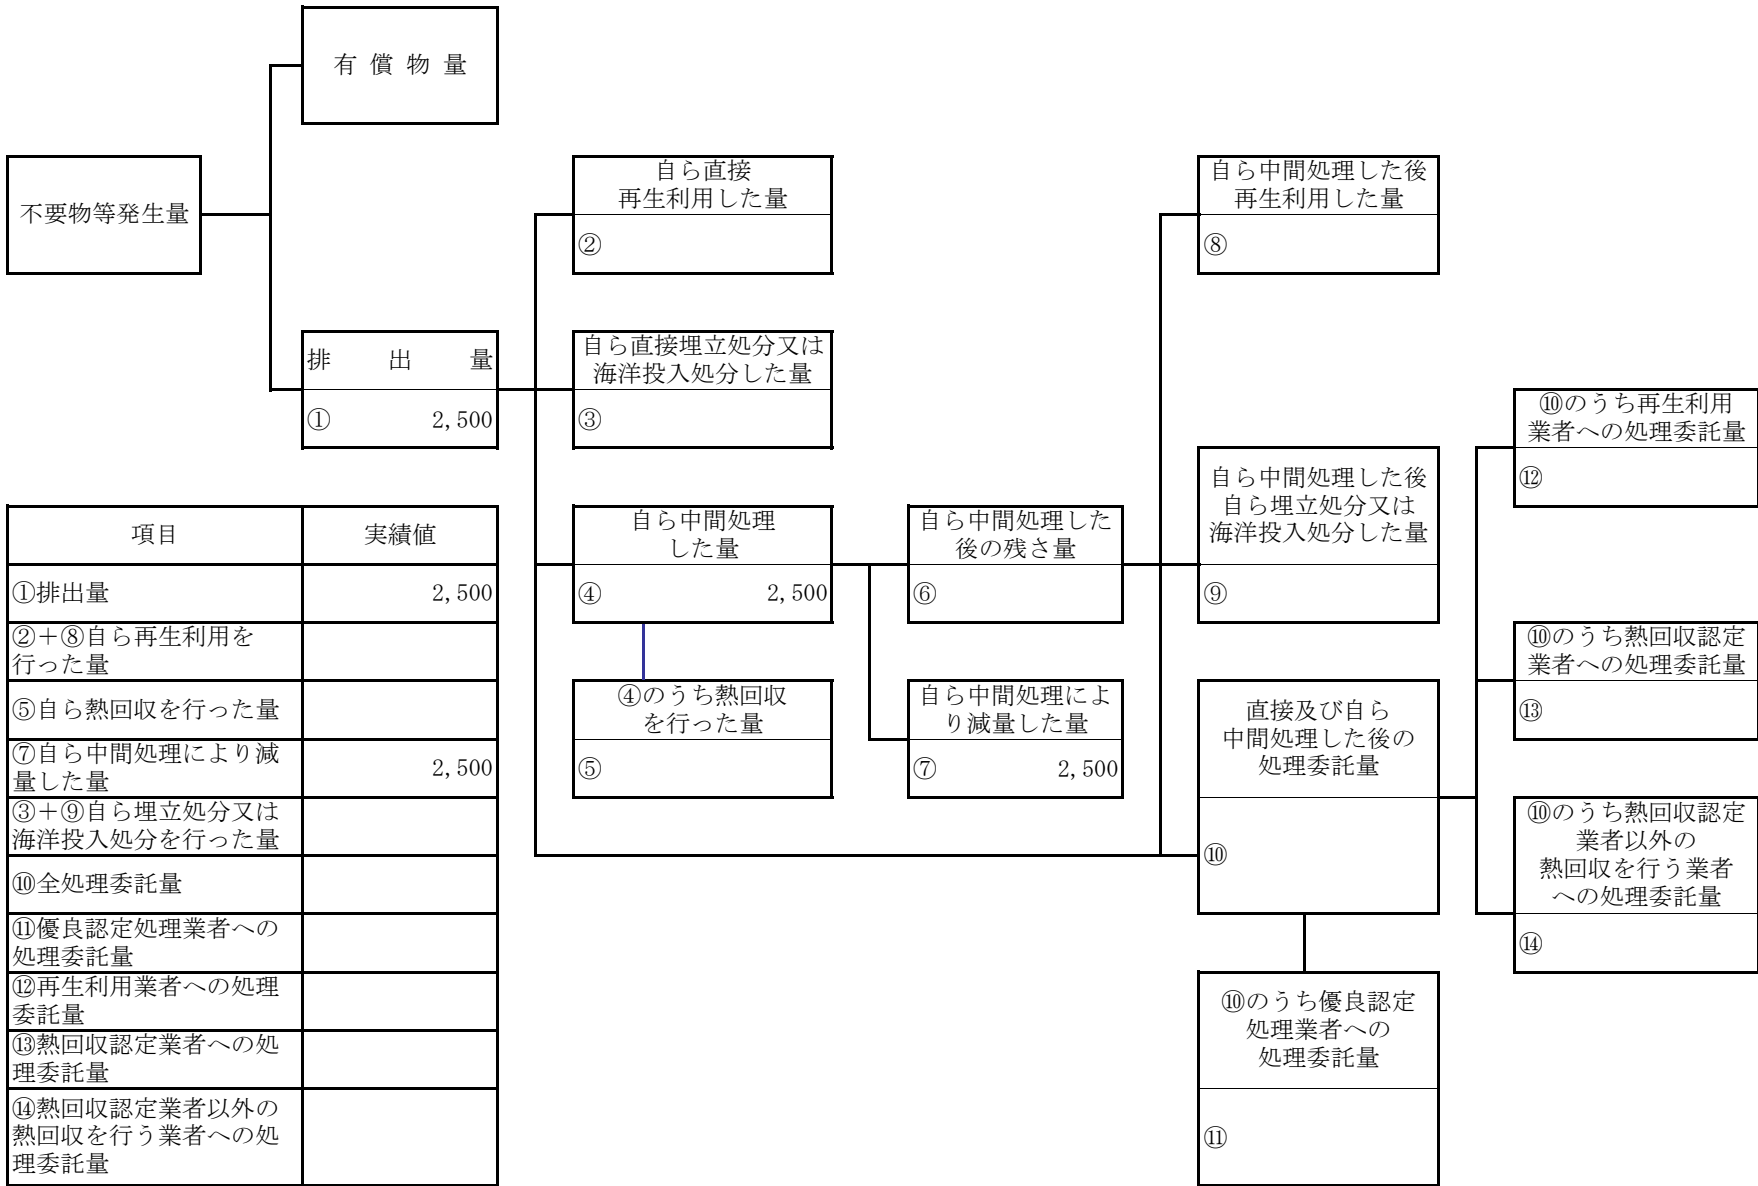 有償物量
不要物等発生量
自ら直接
再生利用した量
②
自ら中間処理した後
再生利用した量
⑧
排出量
① 2,500
自ら直接埋立処分又は
海洋投入処分した量
③
⑩のうち再生利用
業者への処理委託量
⑫
自ら中間処理
した量
④ 2,500
自ら中間処理した
後の残さ量
⑥
自ら中間処理した後
自ら埋立処分又は
海洋投入処分した量
⑨
⑩のうち熱回収認定
業者への処理委託量
⑬
④のうち熱回収
を行った量
⑤
自ら中間処理によ
り減量した量
⑦ 2,500
直接及び自ら
中間処理した後の
処理委託量
⑩
⑩のうち熱回収認定
業者以外の
熱回収を行う業者
への処理委託量
⑭
⑩のうち優良認定
処理業者への
処理委託量
⑪
項目 実績値
①排出量 2,500
②＋⑧自ら再生利用を
行った量
⑤自ら熱回収を行った量
⑦自ら中間処理により減
量した量 2,500
③＋⑨自ら埋立処分又は
海洋投入処分を行った量
⑩全処理委託量
⑪優良認定処理業者への
処理委託量
⑫再生利用業者への処理
委託量
⑬熱回収認定業者への処
理委託量
⑭熱回収認定業者以外の
熱回収を行う業者への処
理委託量